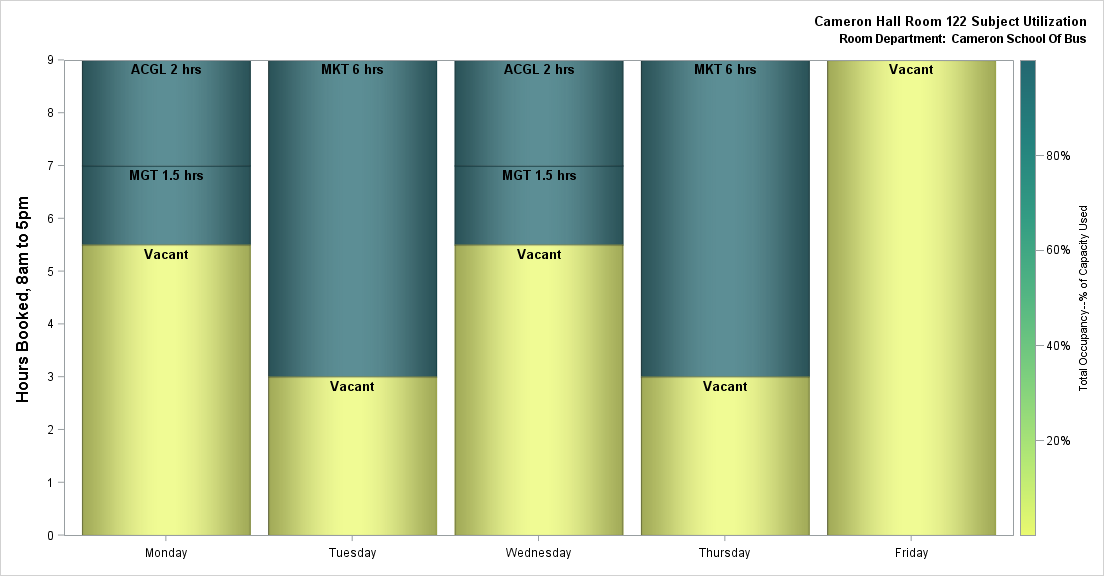 Cameron Hall Room 122 Subject Utilization
Room Department: Cameron School Of Bus
Hours Booked, 8am to 5pm
9
8
7
6
5
4
3
2
1
0
ACGL 2 hrs
MGT 1.5 hrs
Vacant
MKT 6 hrs
Vacant
ACGL 2 hrs
MGT 1.5 hrs
Vacant
MKT 6 hrs
Vacant
Vacant
Monday
Tuesday
Wednesday
Thursday
Friday
80%
60%
40%
20%
Total Occupancy--% of Capacity Used